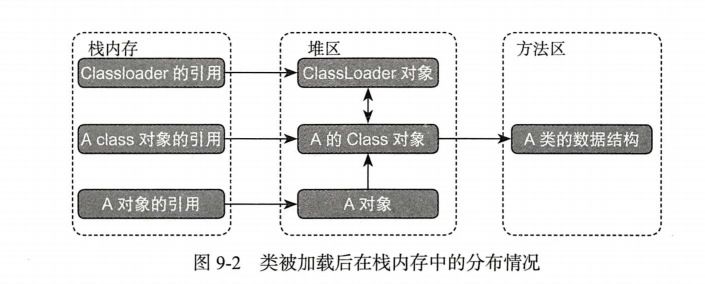 栈内存
堆区
方法区
Classloader 的引用
ClassLoader 对象
A class 对象的引用
A 的 Class 对象
A 类的数据结构
A 对象的引用
A 对象
图 9-2 类被加载后在栈内存中的分布情况